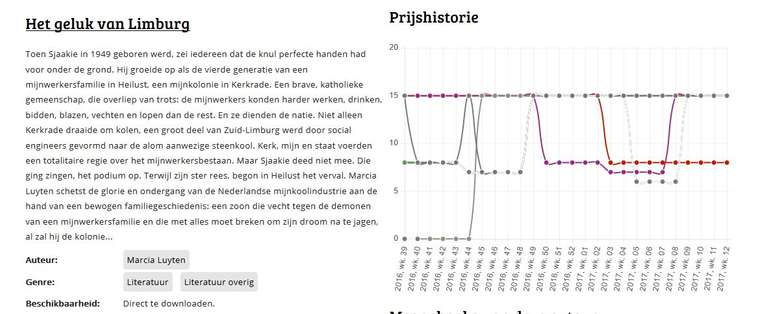 Het geluk van Limburg
Toen Sjaakie in 1949 geboren werd, zei iedereen dat de knul perfecte handen had
voor onder de grond. Hij groeide op als de vierde generatie van een
mijnwerkersfamilie in Heilust, een mijnkolonie in Kerkrade. Een brave, katholieke
gemeenschap, die overliep van trots: de mijnwerkers konden harder werken, drinken,
bidden, blazen, vechten en lopen dan de rest. En ze dienden de natie. Niet alleen
Kerkrade draaide om kolen, een groot deel van Zuid-Limburg werd door social
engineers gevormd naar de alom aanwezige steenkool. Kerk, mijn en staat voerden
een totalitaire regie over het mijnwerkersbestaan. Maar Sjaakie deed niet mee. Die
ging zingen, het podium op. Terwijl zijn ster rees, begon in Heilust het verval. Marcia
Luyten schetst de glorie en ondergang van de Nederlandse mijnkoolindustrie aan de
hand van een bewogen familiegeschiedenis: een zoon die vecht tegen de demonen
van een mijnwerkersfamilie en die met alles moet breken om zijn droom na te jagen,
al zal hij de kolonie...
Auteur: Marcia Luyten
Genre: Literatuur Literatuur overig
Beschikbaarheid: Direct te downloaden.
Prijshistorie
20
15
10
5
0
2016, wk. 39
2016, wk. 40
2016, wk. 41
2016, wk. 42
2016, wk. 43
2016, wk. 44
2016, wk. 45
2016, wk. 46
2016, wk. 47
2016, wk. 48
2016, wk. 49
2016, wk. 50
2016, wk. 51
2016, wk. 52
2017, wk. 01
2017, wk. 02
2017, wk. 03
2017, wk. 04
2017, wk. 05
2017, wk. 06
2017, wk. 07
2017, wk. 08
2017, wk. 09
2017, wk. 10
2017, wk. 11
2017, wk. 12